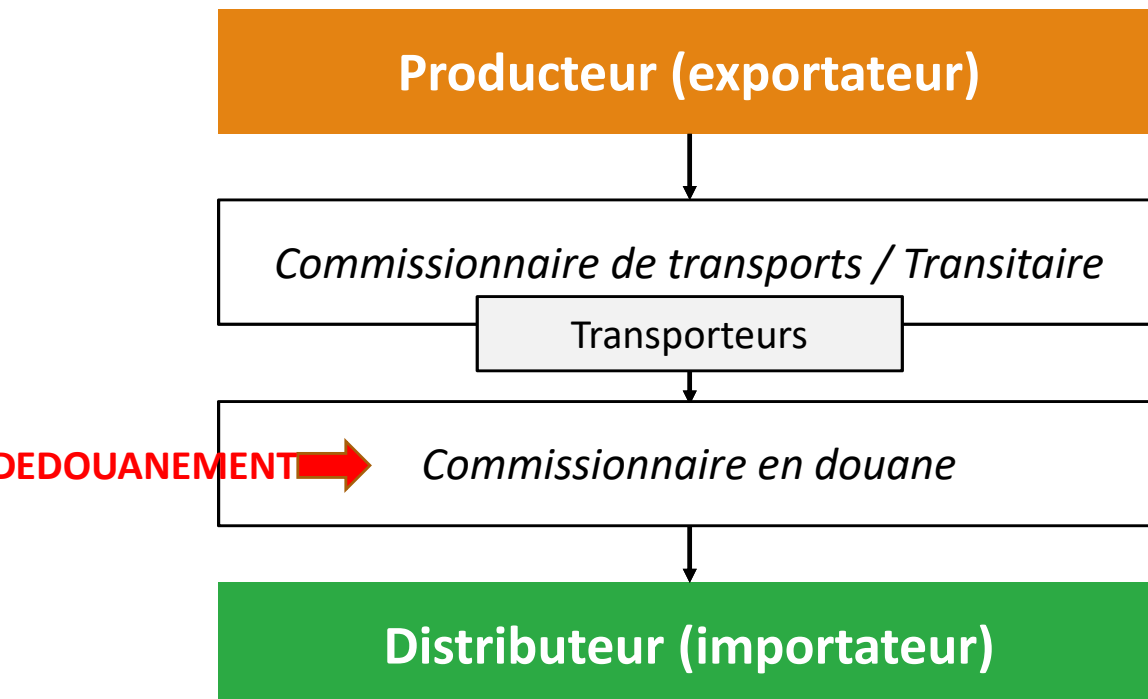 Producteur (exportateur)
Commissionnaire de transports / Transitaire
Transporteurs
DEDOUANEMENT
Commissionnaire en douane
Distributeur (importateur)